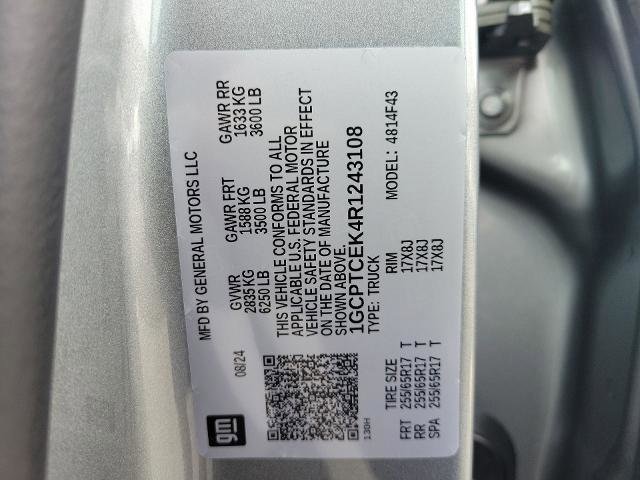 gm
MFD BY GENERAL MOTORS LLC
08/24 GVWR GAWR FRT GAWR RR
2835 KG 1588 KG 1633 KG
6250 LB 3500 LB 3600 LB
THIS VEHICLE CONFORMS TO ALL
APPLICABLE U.S. FEDERAL MOTOR
VEHICLE SAFETY STANDARDS IN EFFECT
ON THE DATE OF MANUFACTURE
SHOWN ABOVE.
1GCPTCEK4R1243108
TYPE: TRUCK
130H
MODEL: 4814F43
TIRE SIZE RIM
FRT 255/65R17 T 17X8J
RR 255/65R17 T 17X8J
SPA 255/65R17 T 17X8J